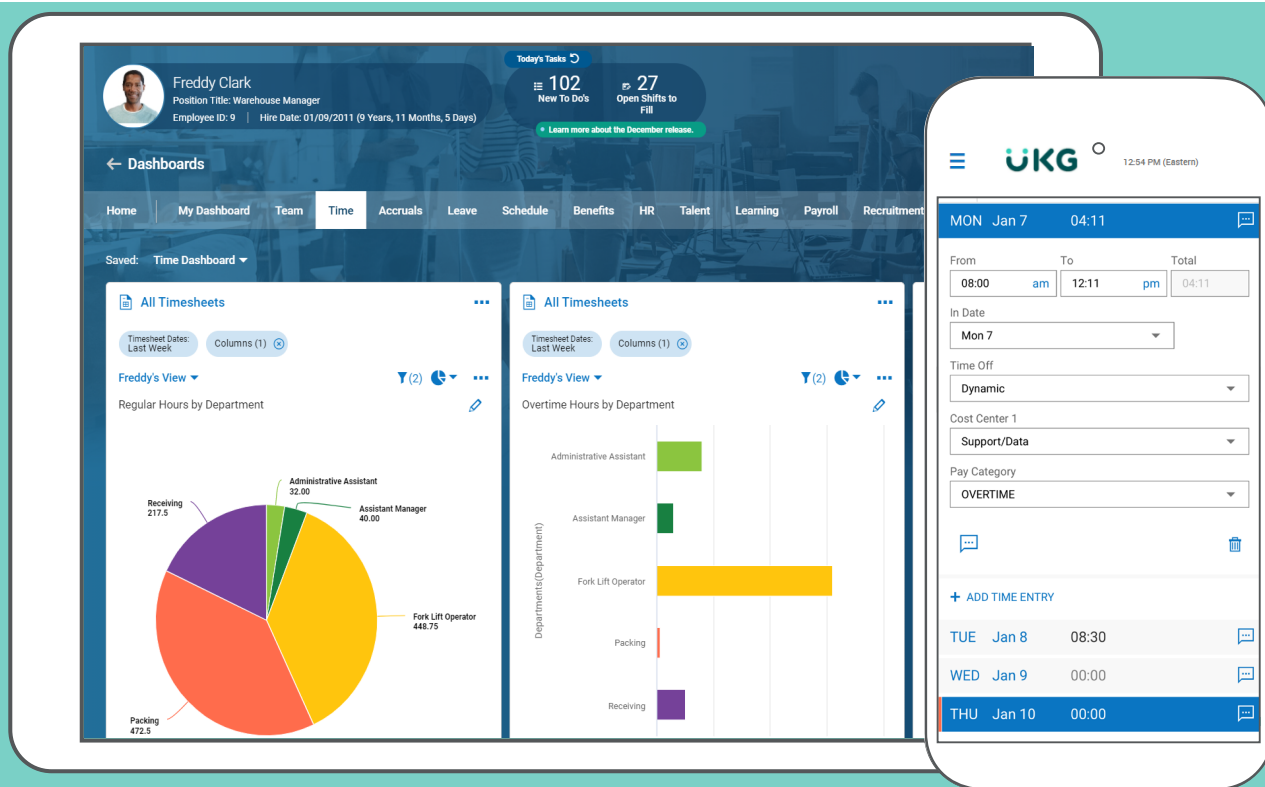 Today's Tasks
Freddy Clark
Position Title: Warehouse Manager
Employee ID: 9 | Hire Date: 01/09/2011 (9 Years, 11 Months, 5 Days)
102
New To Do's
27
Open Shifts to
Fill
Learn more about the December release.
Dashboards
Home My Dashboard Team Time Accruals Leave Schedule Benefits HR Talent Learning Payroll Recruitment
Saved: Time Dashboard
All Timesheets
Timesheet Dates:
Last Week
Columns (1)
Freddy's View
(2)
Regular Hours by Department
Administrative Assistant
32.00
Assistant Manager
40.00
Receiving
217.5
Fork Lift Operator
448.75
Packing
472.5
All Timesheets
Timesheet Dates:
Last Week
Columns (1)
Freddy's View
(2)
Overtime Hours by Department
Departments(Department)
Administrative Assistant
Assistant Manager
Fork Lift Operator
Packing
Receiving
UKG
12:54 PM (Eastern)
MON Jan 7 04:11
From To Total
08:00 am 12:11 pm 04:11
In Date
Mon 7
Time Off
Dynamic
Cost Center 1
Support/Data
Pay Category
OVERTIME
+ ADD TIME ENTRY
TUE Jan 8 08:30
WED Jan 9 00:00
THU Jan 10 00:00